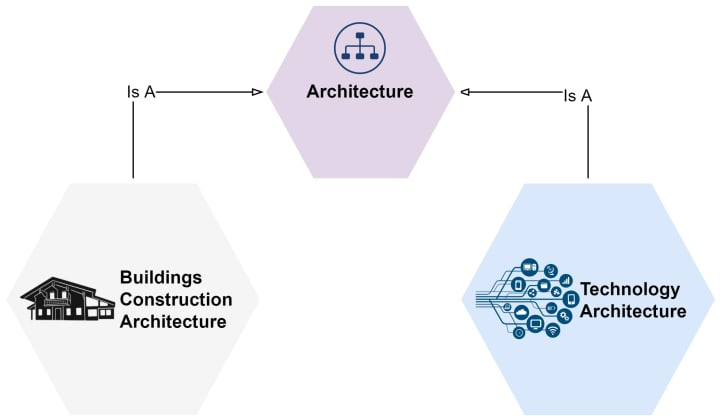 Architecture
Is A
Is A
Buildings
Construction
Architecture
Technology
Architecture